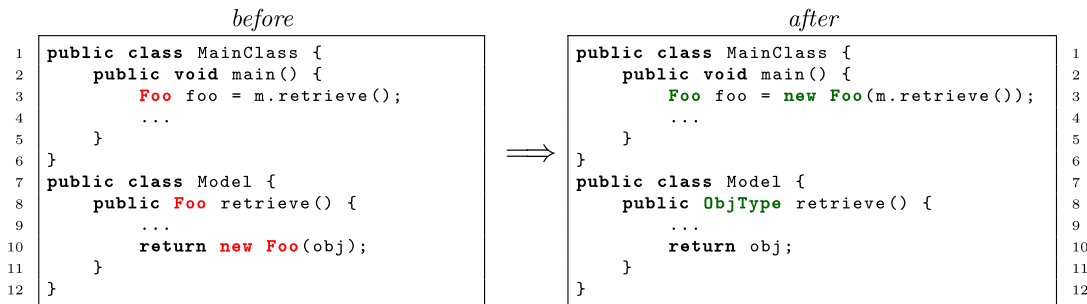 before
1 public class MainClass {
2 public void main() {
3 Foo foo = m.retrieve();
4 ...
5 }
6 }
7 public class Model {
8 public Foo retrieve() {
9 ...
10 return new Foo(obj);
11 }
12 }
⟹
after
public class MainClass { 1
public void main() { 2
Foo foo = new Foo(m.retrieve()); 3
... 4
} 5
} 6
public class Model { 7
public ObjType retrieve() { 8
... 9
return obj; 10
} 11
} 12